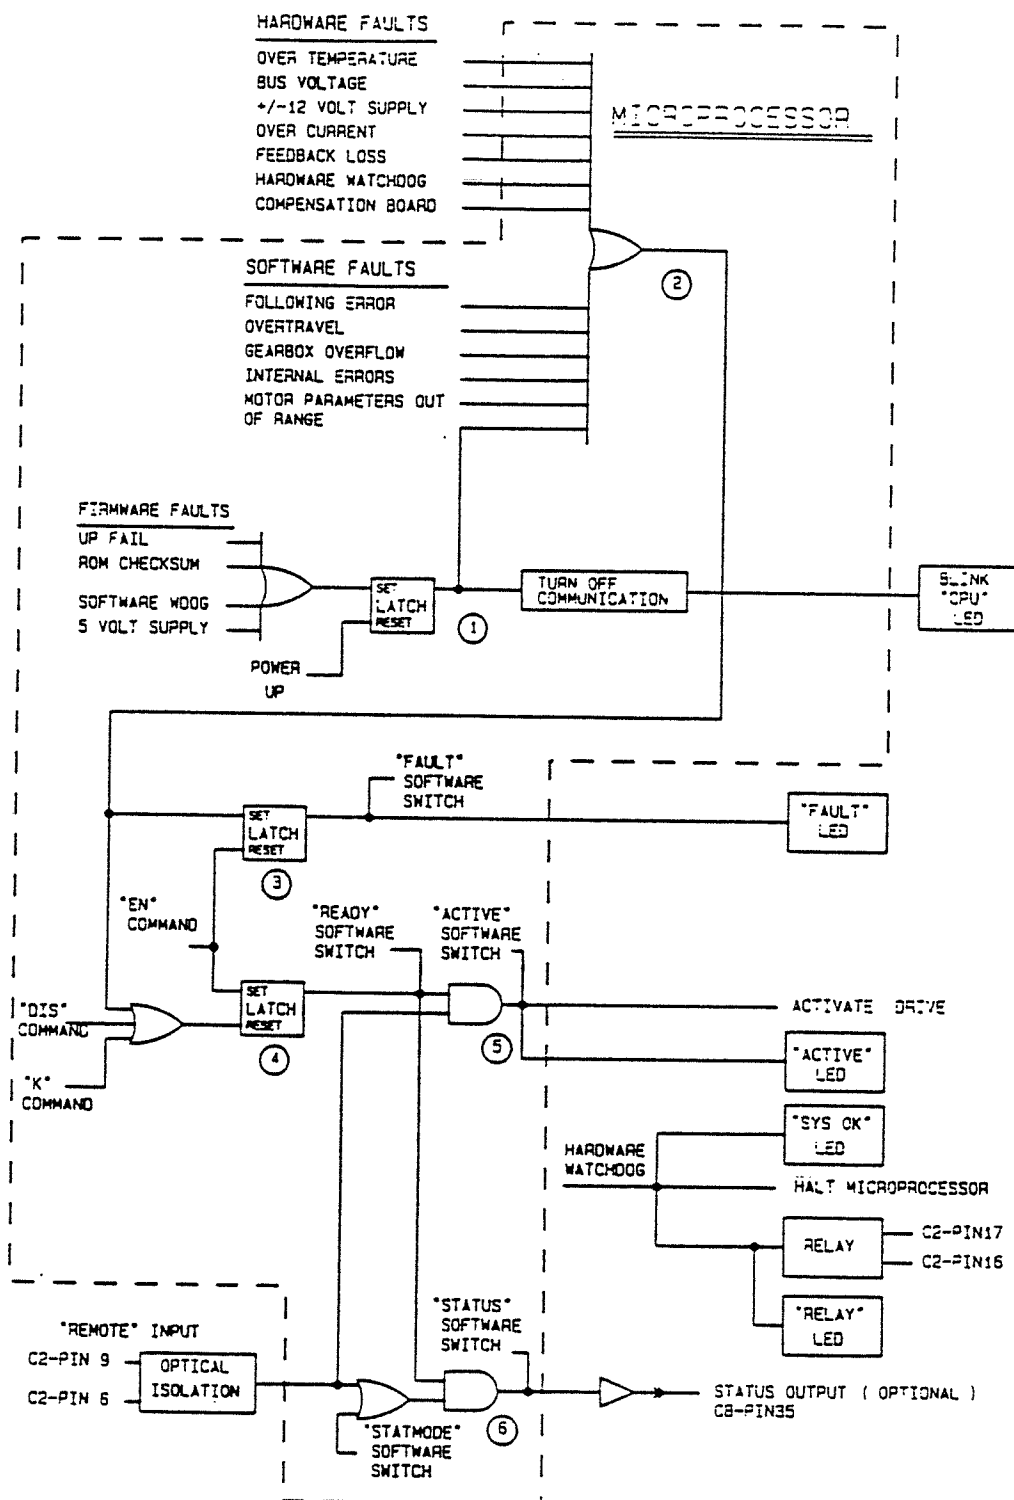 HARDWARE FAULTS
OVER TEMPERATURE
BUS VOLTAGE
+/-12 VOLT SUPPLY
OVER CURRENT
FEEDBACK LOSS
HARDWARE WATCHDOG
COMPENSATION BOARD
MICROPROCESSOR
SOFTWARE FAULTS
FOLLOWING ERROR
OVERTRAVEL
GEARBOX OVERFLOW
INTERNAL ERRORS
MOTOR PARAMETERS OUT
OF RANGE
2
FIRMWARE FAULTS
UP FAIL
ROM CHECKSUM
SOFTWARE WDOG
5 VOLT SUPPLY
SET
LATCH
RESET
1
POWER
UP
TURN OFF
COMMUNICATION
BLINK
"CPU"
LED
"FAULT"
SOFTWARE
SWITCH
SET
LATCH
RESET
3
"FAULT"
LED
"EN"
COMMAND
"READY"
SOFTWARE
SWITCH
"ACTIVE"
SOFTWARE
SWITCH
"DIS"
COMMAND
"K"
COMMAND
SET
LATCH
RESET
4
5
ACTIVATE DRIVE
"ACTIVE"
LED
"SYS OK"
LED
HARDWARE
WATCHDOG
HALT MICROPROCESSOR
RELAY
C2-PIN17
C2-PIN16
"RELAY"
LED
"REMOTE" INPUT
C2-PIN 9
C2-PIN 6
OPTICAL
ISOLATION
"STATUS"
SOFTWARE
SWITCH
"STATMODE"
SOFTWARE
SWITCH
6
STATUS OUTPUT ( OPTIONAL )
C8-PIN35